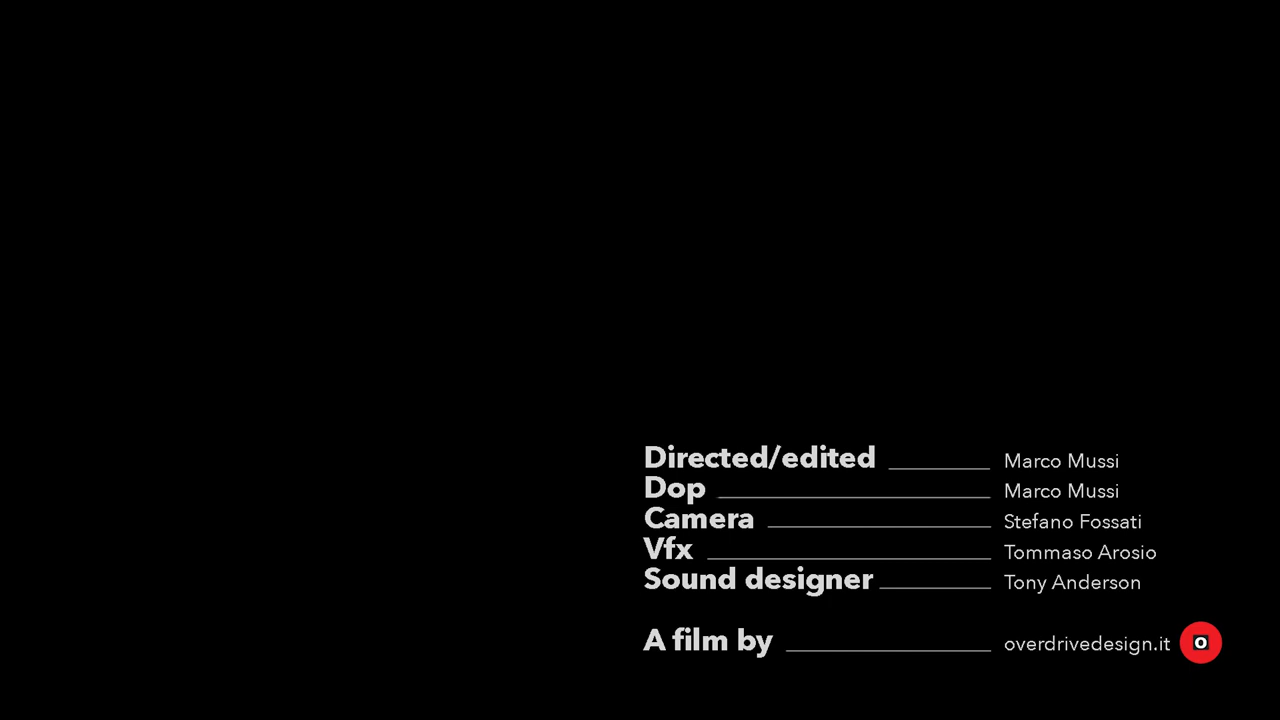 Directed/edited Marco Mussi
Dop Marco Mussi
Camera Stefano Fossati
Vfx Tommaso Arosio
Sound designer Tony Anderson
A film by overdrivedesign.it O